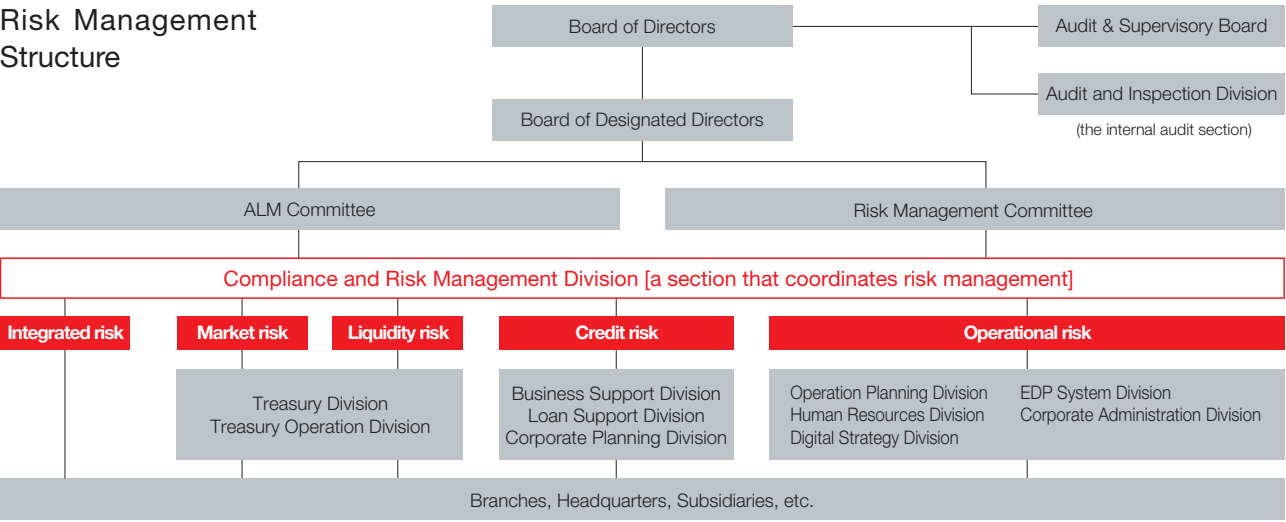 Risk Management
Structure
Board of Directors
Audit & Supervisory Board
Audit and Inspection Division
(the internal audit section)
Board of Designated Directors
ALM Committee
Risk Management Committee
Compliance and Risk Management Division [a section that coordinates risk management]
Integrated risk
Market risk
Liquidity risk
Credit risk
Operational risk
Treasury Division
Treasury Operation Division
Business Support Division
Loan Support Division
Corporate Planning Division
Operation Planning Division
Human Resources Division
Digital Strategy Division
EDP System Division
Corporate Administration Division
Branches, Headquarters, Subsidiaries, etc.